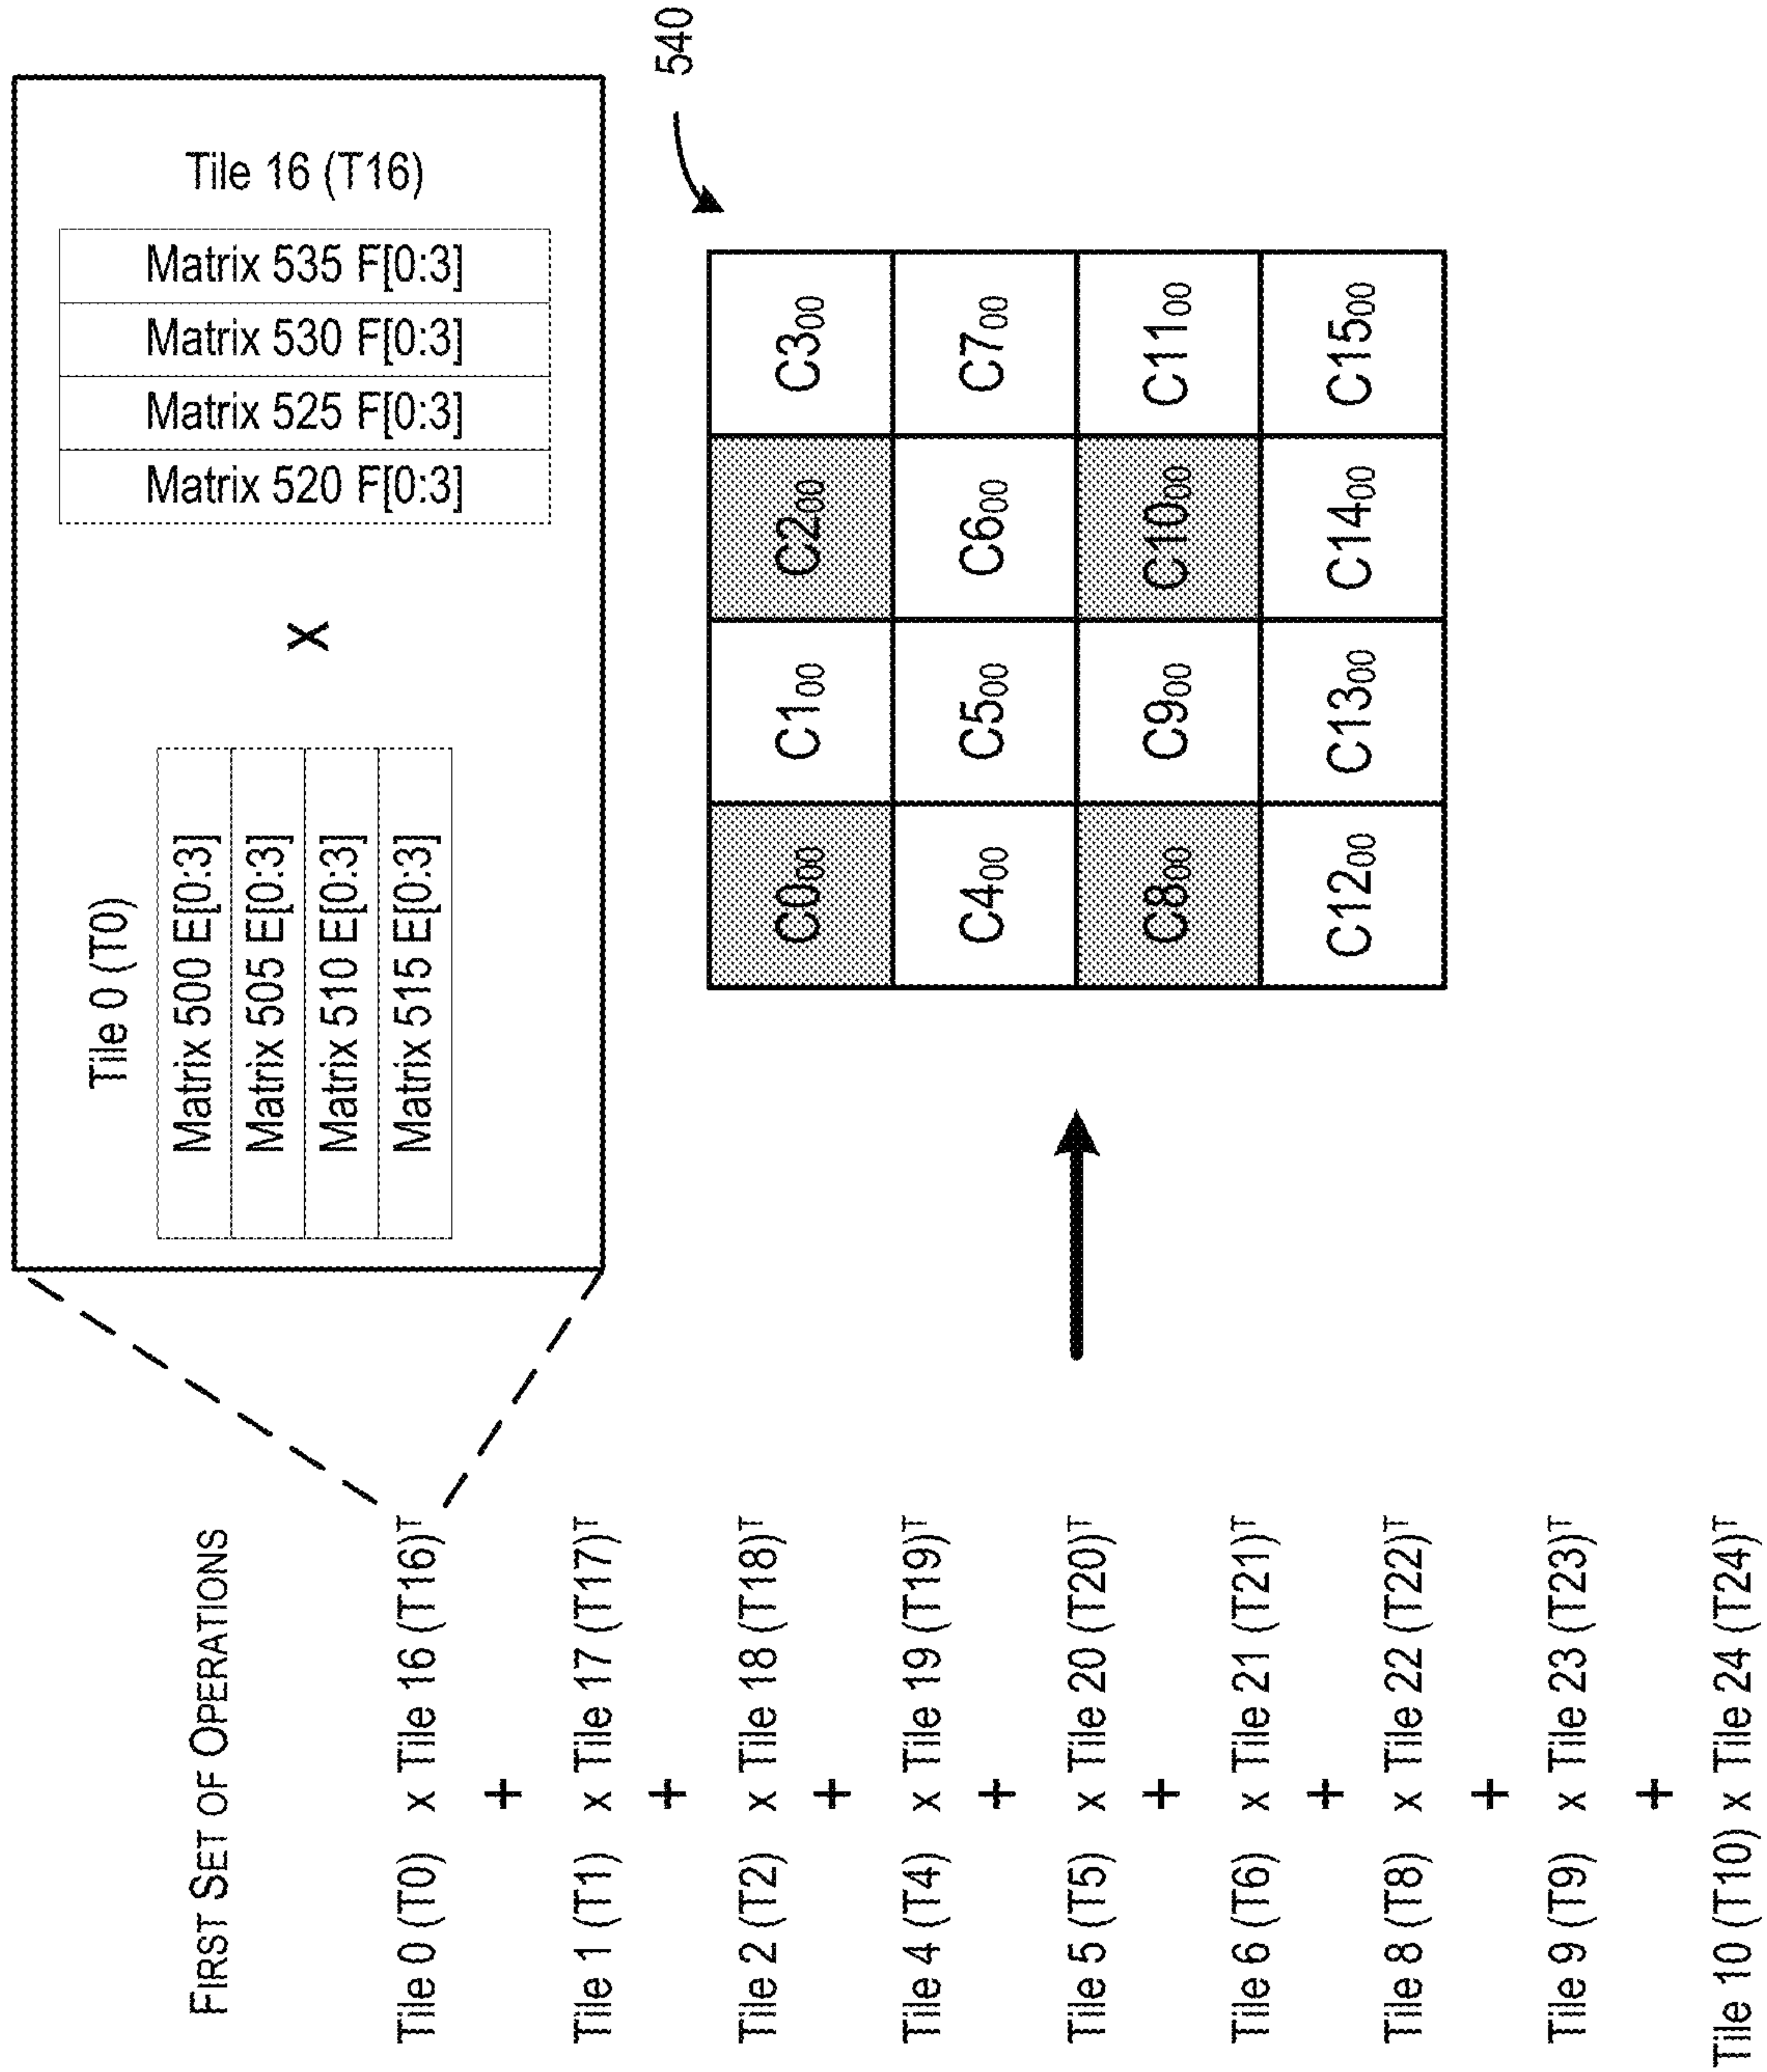 FIRST SET OF OPERATIONS
Tile 0 (T0) x Tile 16 (T16)ᵀ
+
Tile 1 (T1) x Tile 17 (T17)ᵀ
+
Tile 2 (T2) x Tile 18 (T18)ᵀ
+
Tile 4 (T4) x Tile 19 (T19)ᵀ
+
Tile 5 (T5) x Tile 20 (T20)ᵀ
+
Tile 6 (T6) x Tile 21 (T21)ᵀ
+
Tile 8 (T8) x Tile 22 (T22)ᵀ
+
Tile 9 (T9) x Tile 23 (T23)ᵀ
+
Tile 10 (T10) x Tile 24 (T24)ᵀ
Tile 0 (T0)
Matrix 500 E[0:3]
Matrix 505 E[0:3]
Matrix 510 E[0:3]
Matrix 515 E[0:3]
X
Matrix 520 F[0:3]
Matrix 525 F[0:3]
Matrix 530 F[0:3]
Matrix 535 F[0:3]
Tile 16 (T16)
540
C0₀₀ C1₀₀ C2₀₀ C3₀₀
C4₀₀ C5₀₀ C6₀₀ C7₀₀
C8₀₀ C9₀₀ C10₀₀ C11₀₀
C12₀₀ C13₀₀ C14₀₀ C15₀₀